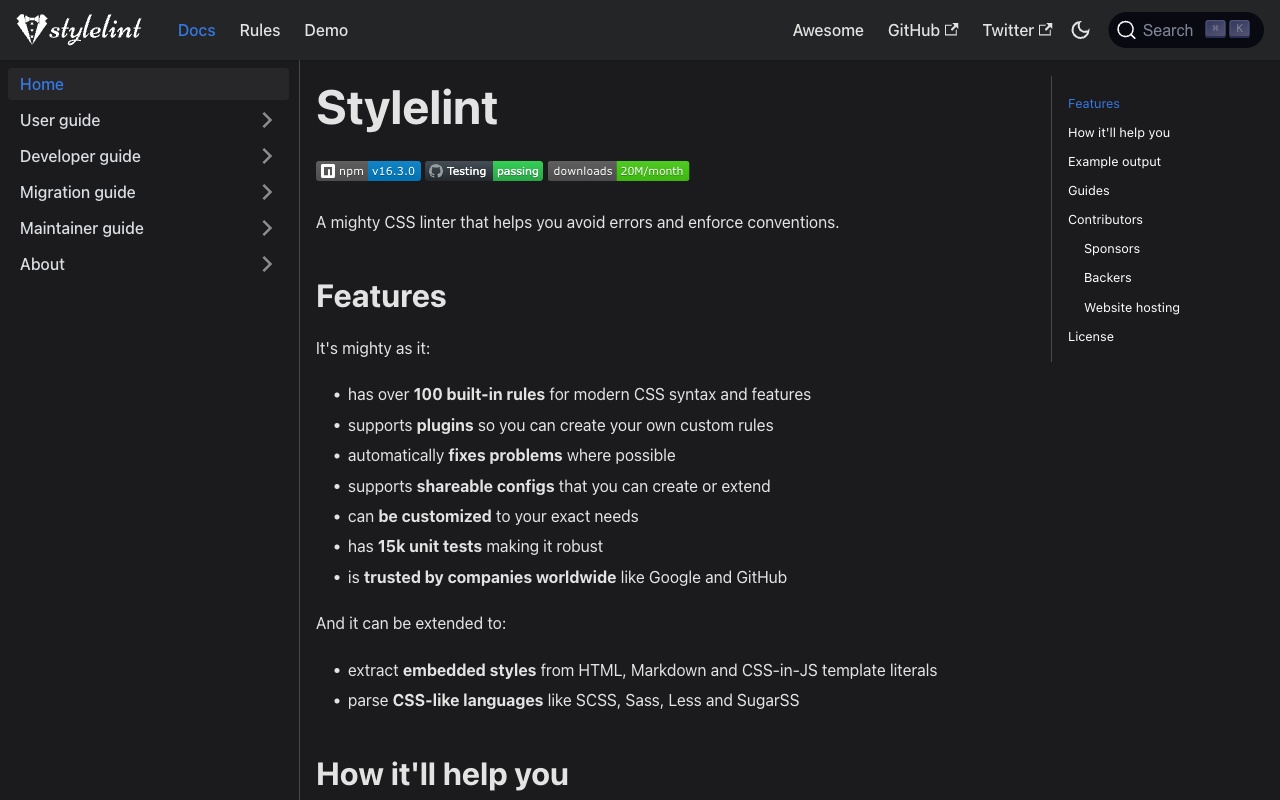 stylelint
Docs
Rules
Demo
Awesome
GitHub
Twitter
Search
⌘ K
Home
User guide
Developer guide
Migration guide
Maintainer guide
About
Stylelint
npm v16.3.0
Testing passing
downloads 20M/month
A mighty CSS linter that helps you avoid errors and enforce conventions.
Features
It's mighty as it:
• has over 100 built-in rules for modern CSS syntax and features
• supports plugins so you can create your own custom rules
• automatically fixes problems where possible
• supports shareable configs that you can create or extend
• can be customized to your exact needs
• has 15k unit tests making it robust
• is trusted by companies worldwide like Google and GitHub
And it can be extended to:
• extract embedded styles from HTML, Markdown and CSS-in-JS template literals
• parse CSS-like languages like SCSS, Sass, Less and SugarSS
How it'll help you
Features
How it'll help you
Example output
Guides
Contributors
Sponsors
Backers
Website hosting
License